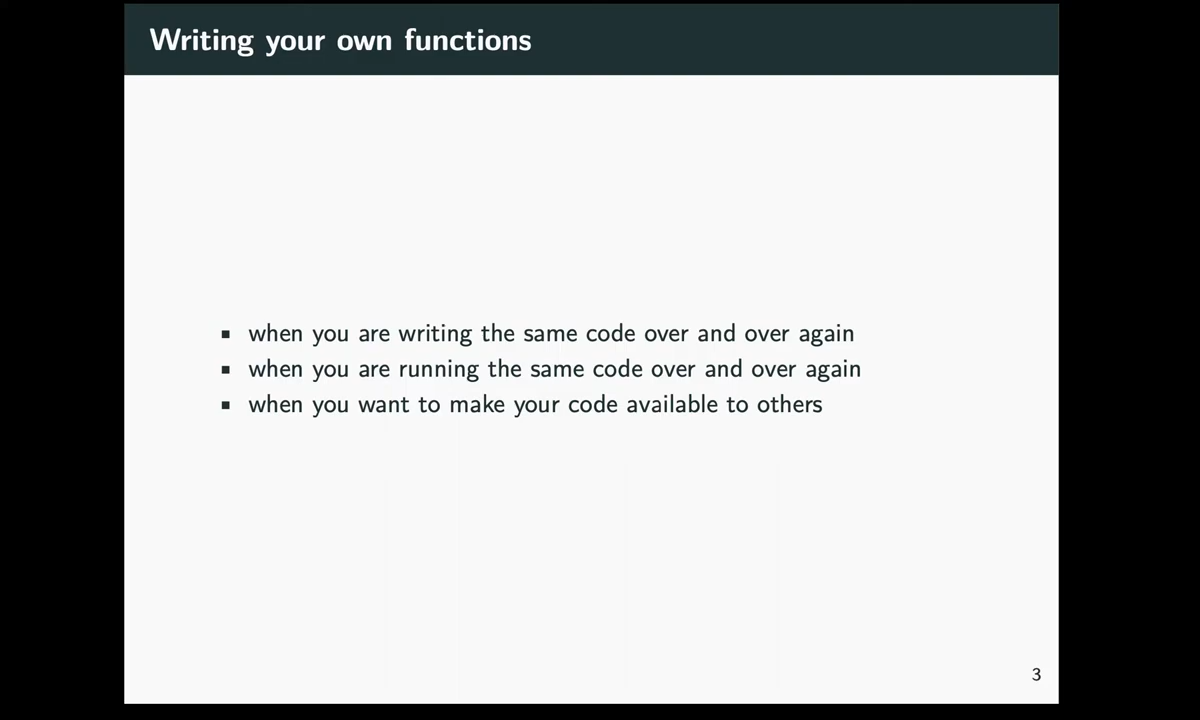 Writing your own functions
▪ when you are writing the same code over and over again
▪ when you are running the same code over and over again
▪ when you want to make your code available to others
3